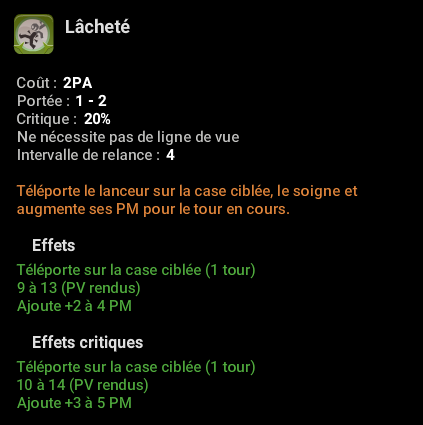 Lâcheté
Coût : 2PA
Portée : 1 - 2
Critique : 20%
Ne nécessite pas de ligne de vue
Intervalle de relance : 4
Téléporte le lanceur sur la case ciblée, le soigne et
augmente ses PM pour le tour en cours.
Effets
Téléporte sur la case ciblée (1 tour)
9 à 13 (PV rendus)
Ajoute +2 à 4 PM
Effets critiques
Téléporte sur la case ciblée (1 tour)
10 à 14 (PV rendus)
Ajoute +3 à 5 PM